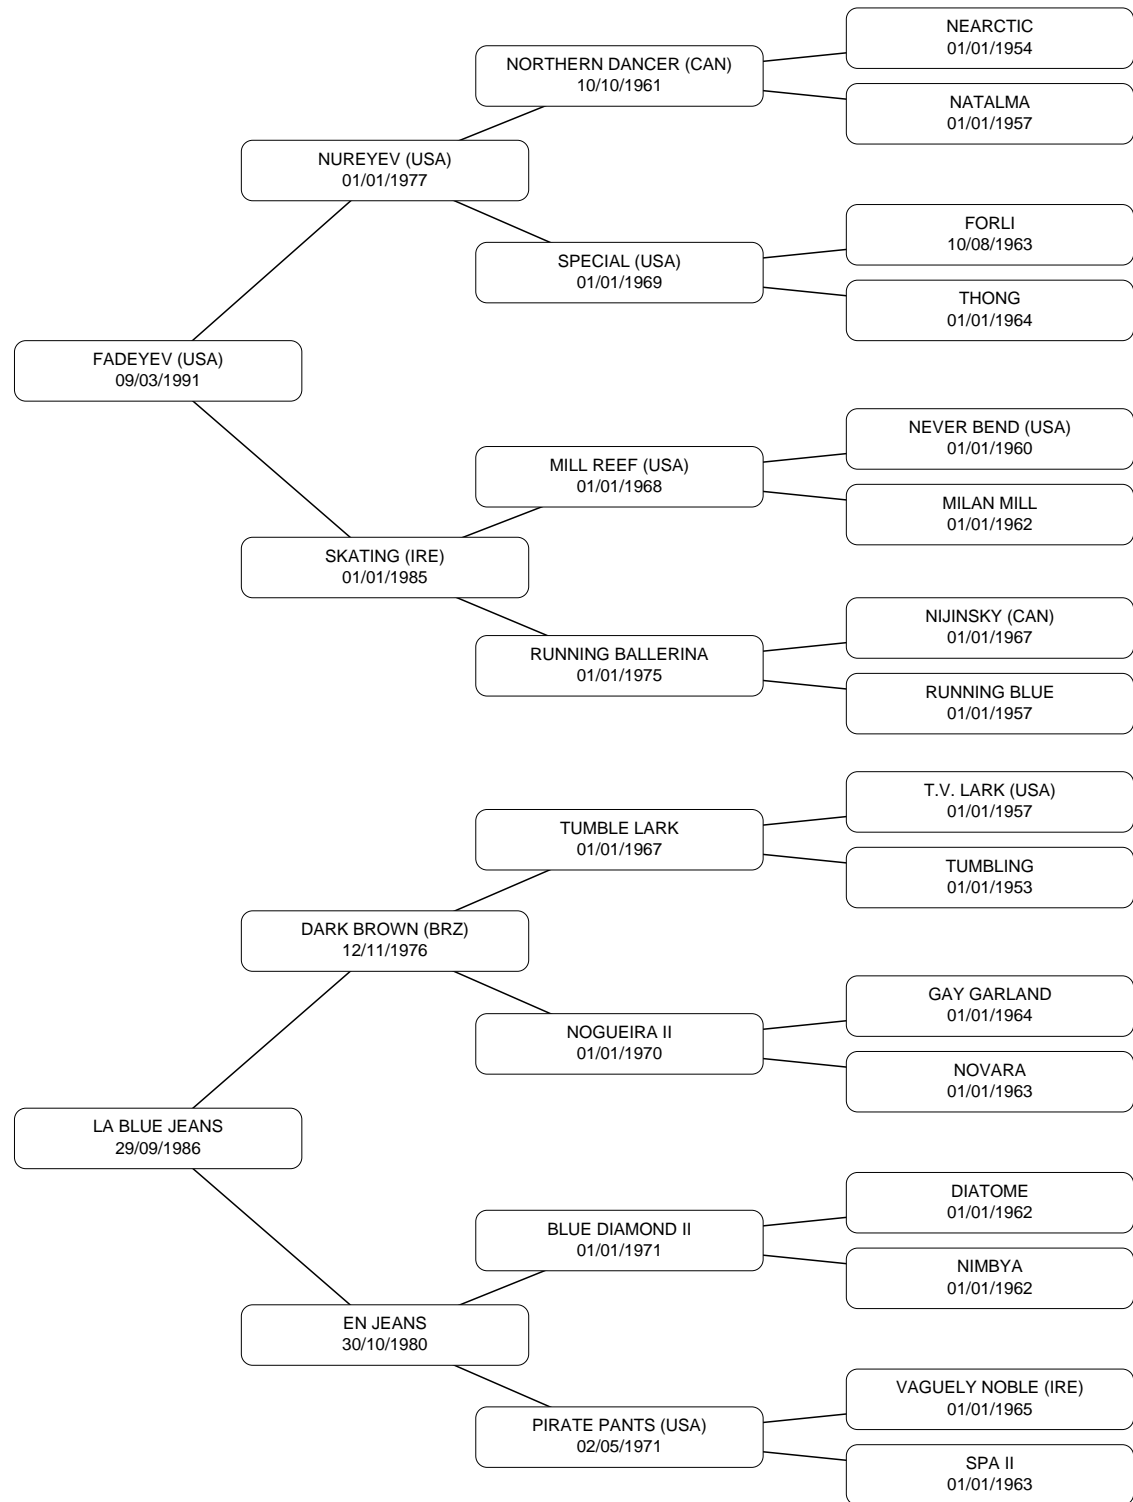 NEARCTIC
01/01/1954
NORTHERN DANCER (CAN)
10/10/1961
NATALMA
01/01/1957
NUREYEV (USA)
01/01/1977
FORLI
10/08/1963
SPECIAL (USA)
01/01/1969
THONG
01/01/1964
FADEYEV (USA)
09/03/1991
NEVER BEND (USA)
01/01/1960
MILL REEF (USA)
01/01/1968
MILAN MILL
01/01/1962
SKATING (IRE)
01/01/1985
NIJINSKY (CAN)
01/01/1967
RUNNING BALLERINA
01/01/1975
RUNNING BLUE
01/01/1957
T.V. LARK (USA)
01/01/1957
TUMBLE LARK
01/01/1967
TUMBLING
01/01/1953
DARK BROWN (BRZ)
12/11/1976
GAY GARLAND
01/01/1964
NOGUEIRA II
01/01/1970
NOVARA
01/01/1963
LA BLUE JEANS
29/09/1986
DIATOME
01/01/1962
BLUE DIAMOND II
01/01/1971
NIMBYA
01/01/1962
EN JEANS
30/10/1980
VAGUELY NOBLE (IRE)
01/01/1965
PIRATE PANTS (USA)
02/05/1971
SPA II
01/01/1963